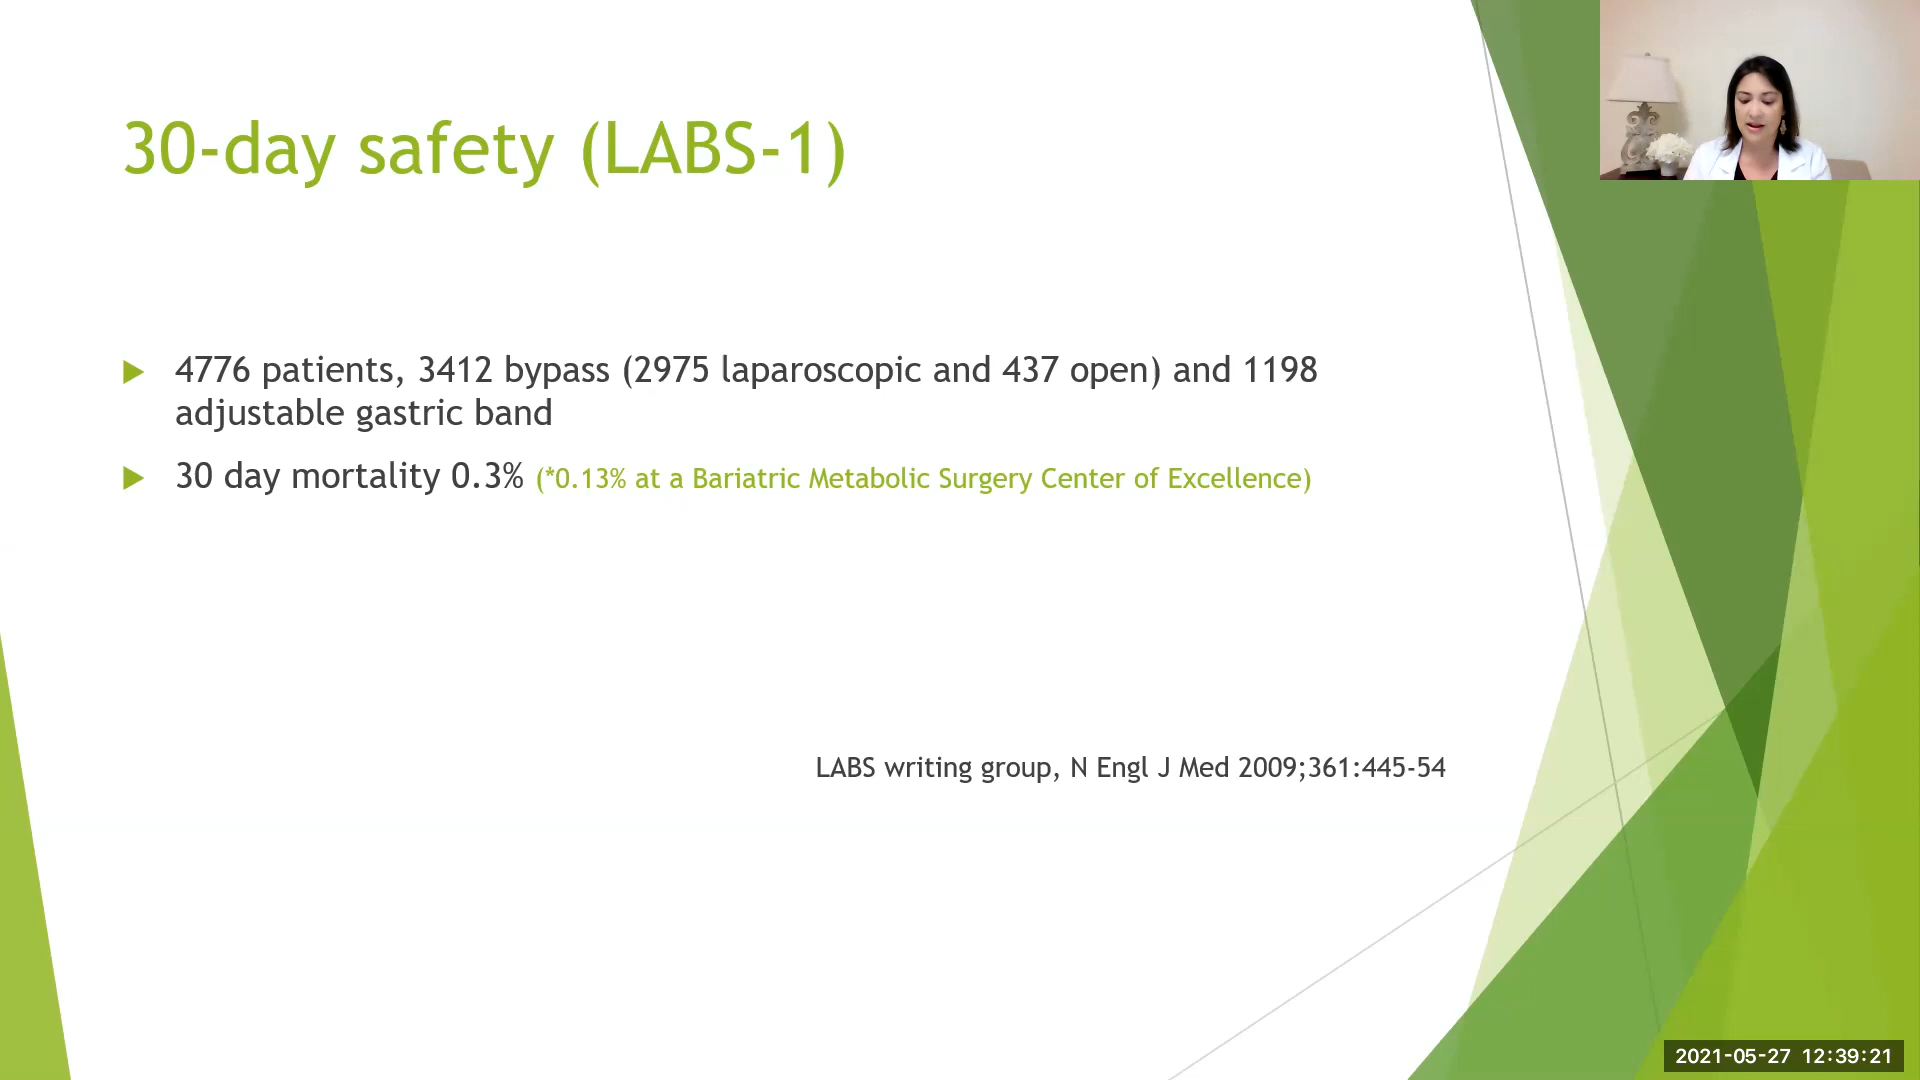 30-day safety (LABS-1)
4776 patients, 3412 bypass (2975 laparoscopic and 437 open) and 1198
adjustable gastric band
30 day mortality 0.3% (*0.13% at a Bariatric Metabolic Surgery Center of Excellence)
LABS writing group, N Engl J Med 2009;361:445-54
2021-05-27 12:39:21